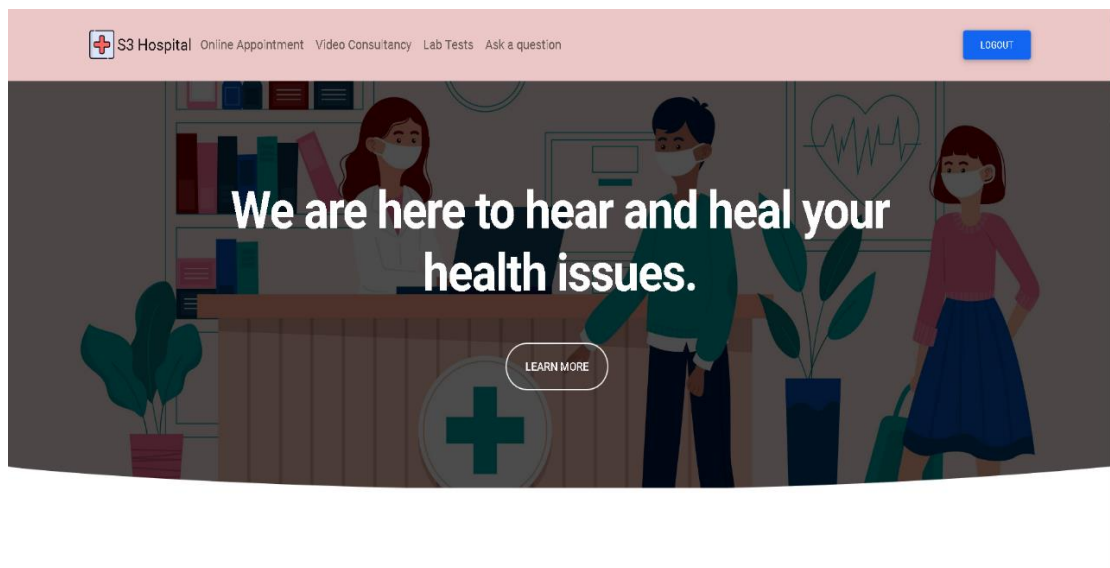 S3 Hospital Online Appointment Video Consultancy Lab Tests Ask a question LOGOUT
We are here to hear and heal your
health issues.
LEARN MORE